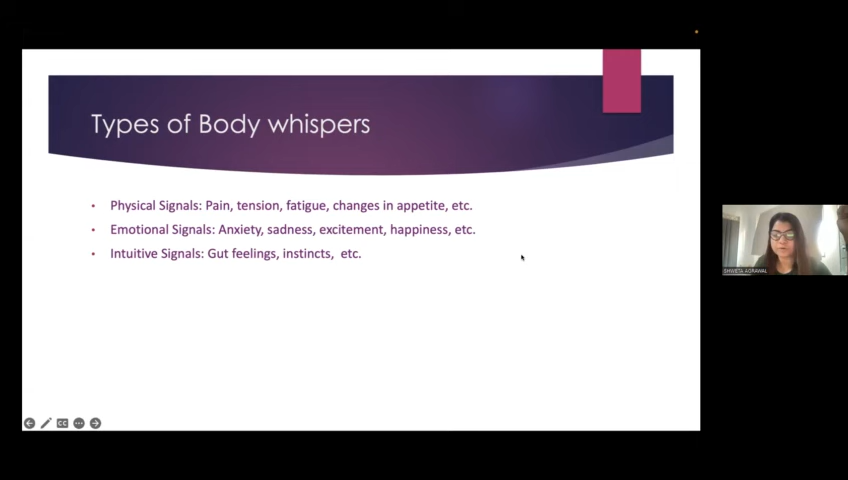 Types of Body whispers
• Physical Signals: Pain, tension, fatigue, changes in appetite, etc.
• Emotional Signals: Anxiety, sadness, excitement, happiness, etc.
• Intuitive Signals: Gut feelings, instincts, etc.
SHWETA AGRAWAL
CC